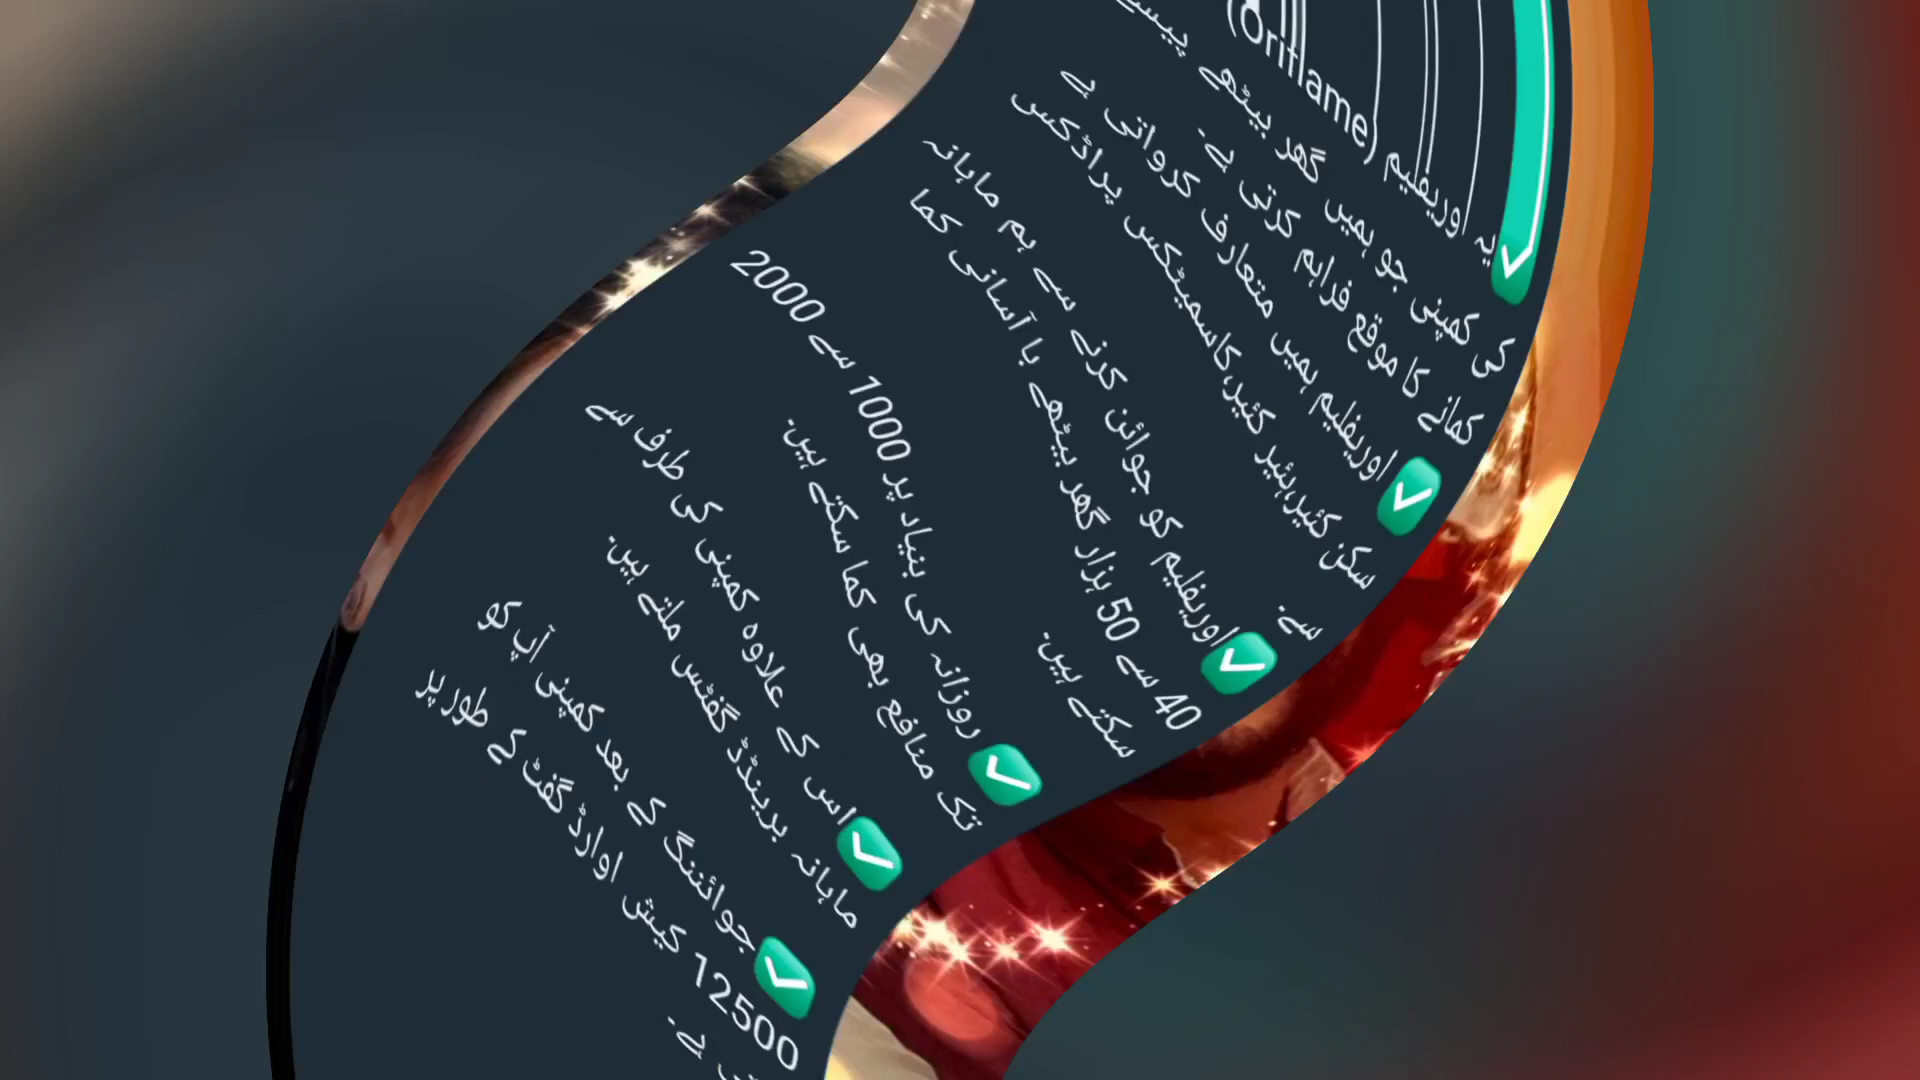 ✅یہ اوریفلیم (Oriflame)
کی کمپنی جو ہمیں گھر بیٹھے پیسے
کمانے کا موقع فراہم کرتی ہے۔
✅اوریفلیم ہمیں متعارف کرواتی ہے
سکن کئیر،ہئیر کئیر،کاسمیٹکس پراڈکس
سے۔
✅اوریفلیم کو جوائن کرنے سے ہم ماہانہ
40 سے 50 ہزار گھر بیٹھے با آسانی کما
سکتے ہیں۔
✅روزانہ کی بنیاد پر 1000 سے 2000
تک منافع بھی کما سکتے ہیں۔
✅اس کے علاوہ کمپنی کی طرف سے
ماہانہ برینڈڈ گفٹس ملتے ہیں۔
✅جوائننگ کے بعد کمپنی آپ کو
12500 کیش اوارڈ گفٹ کے طور پر
ہے۔